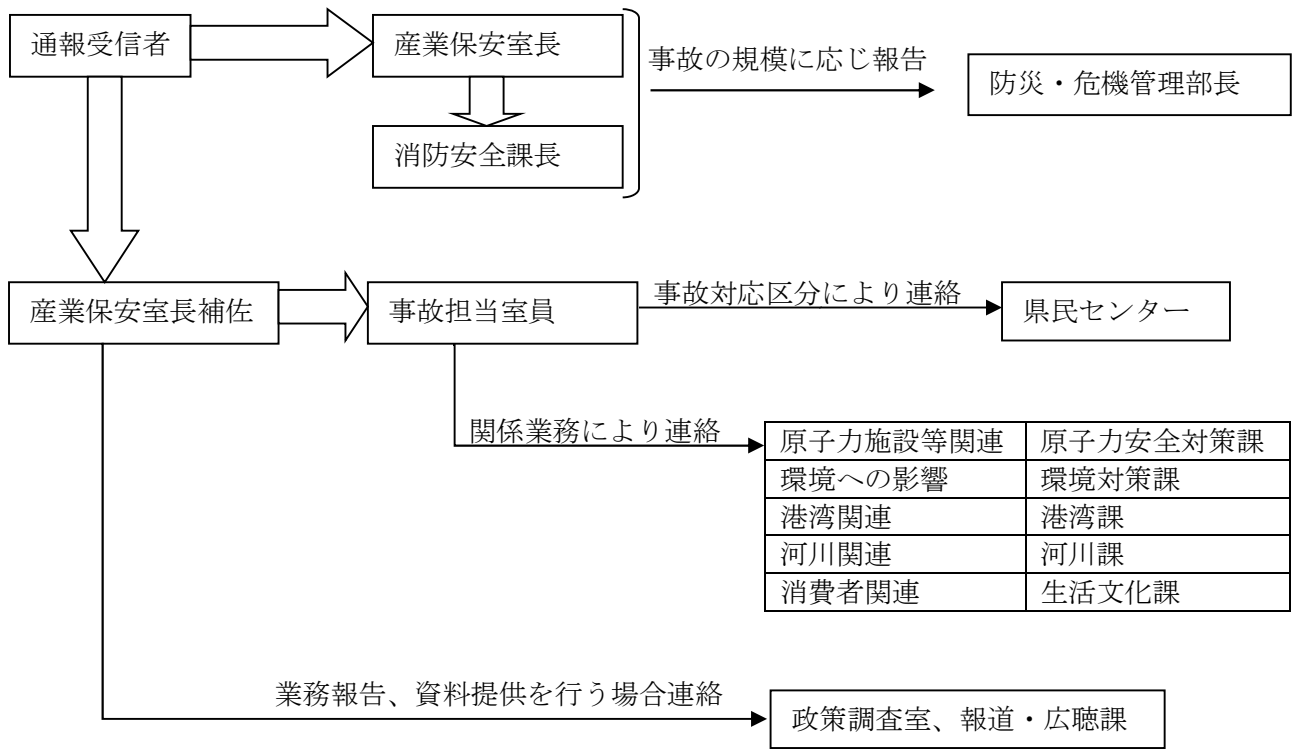 通報受信者
産業保安室長
事故の規模に応じ報告
防災・危機管理部長
消防安全課長
産業保安室長補佐
事故担当室員
事故対応区分により連絡
県民センター
関係業務により連絡
原子力施設等関連 原子力安全対策課
環境への影響 環境対策課
港湾関連 港湾課
河川関連 河川課
消費者関連 生活文化課
業務報告、資料提供を行う場合連絡
政策調査室、報道・広聴課